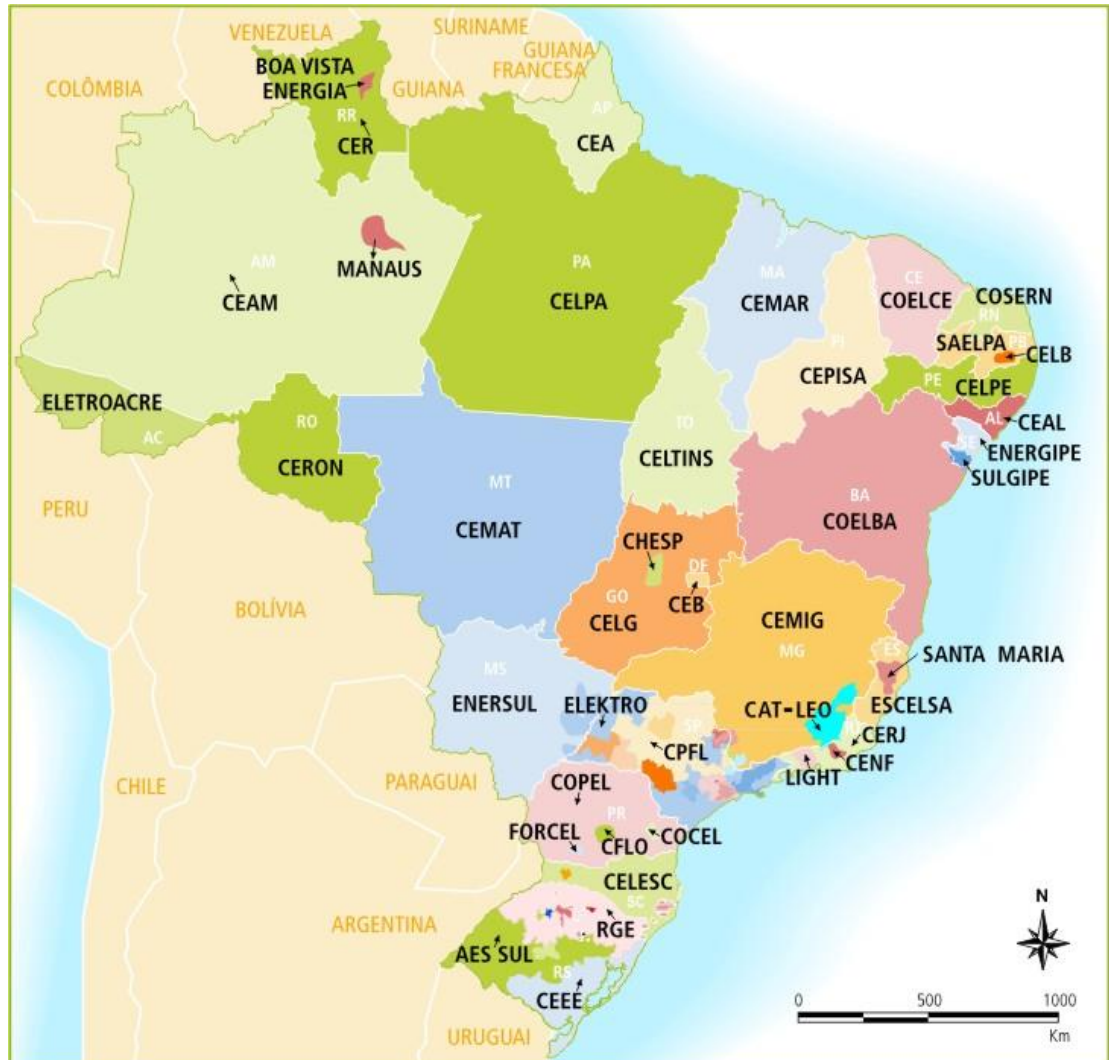 SURINAME
VENEZUELA
GUIANA
FRANCESA
BOA VISTA
ENERGIA
COLÔMBIA
GUIANA
AP
RR
CER
CEA
AM
MANAUS
CEAM
PA
CELPA
MA
CEMAR
CE
COELCE
COSERN
RN
SAELPA
PB
CELB
PI
CEPISA
PE
CELPE
ELETROACRE
AC
RO
CERON
TO
CELTINS
AL
CEAL
SE
ENERGIPE
SULGIPE
PERU
MT
CEMAT
BA
COELBA
CHESP
DF
CEB
GO
CELG
BOLÍVIA
CEMIG
MG
ES
SANTA MARIA
MS
ENERSUL
ELEKTRO
CAT-LEO
ESCELSA
SP
CPFL
CERJ
CENF
LIGHT
CHILE
PARAGUAI
COPEL
PR
FORCEL
CFLO
COCEL
CELESC
SC
ARGENTINA
RGE
AES SUL
RS
CEEE
URUGUAI
N
0 500 1000
Km